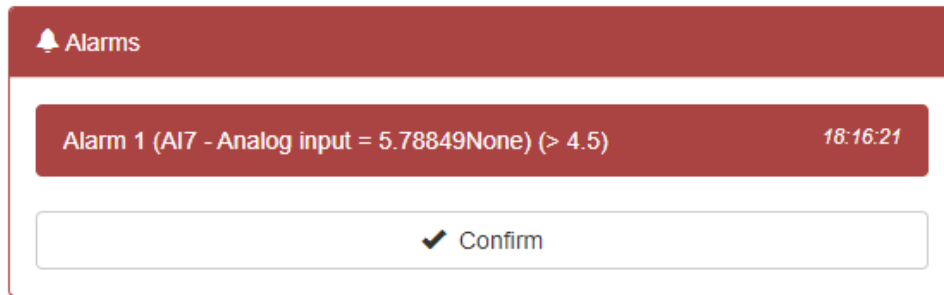 Alarms
Alarm 1 (AI7 - Analog input = 5.78849None) (> 4.5) 18:16:21
Confirm